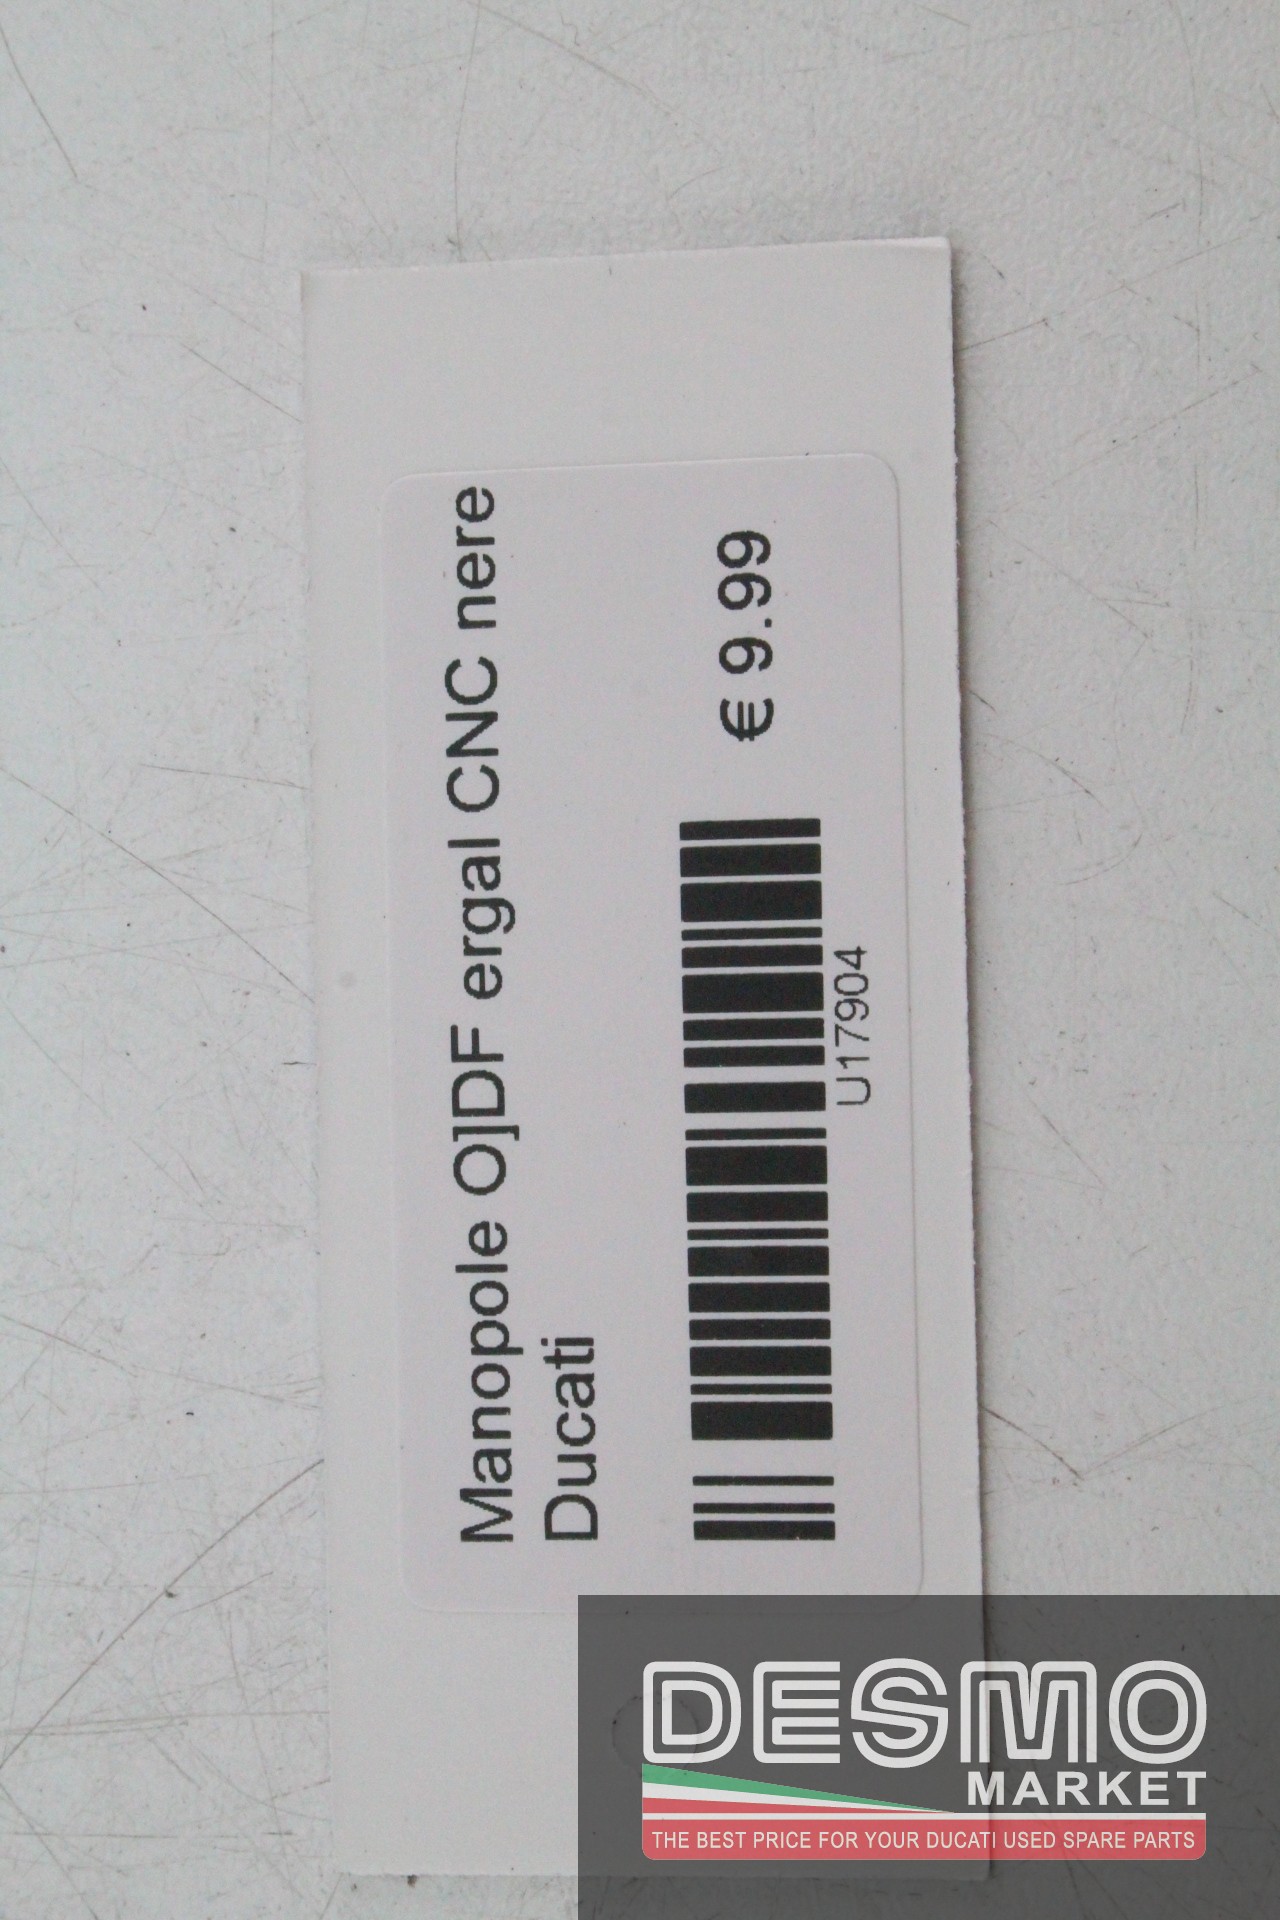 Manopole O]DF ergal CNC nere
Ducati
€ 9.99
U17904
DESMO
MARKET
THE BEST PRICE FOR YOUR DUCATI USED SPARE PARTS